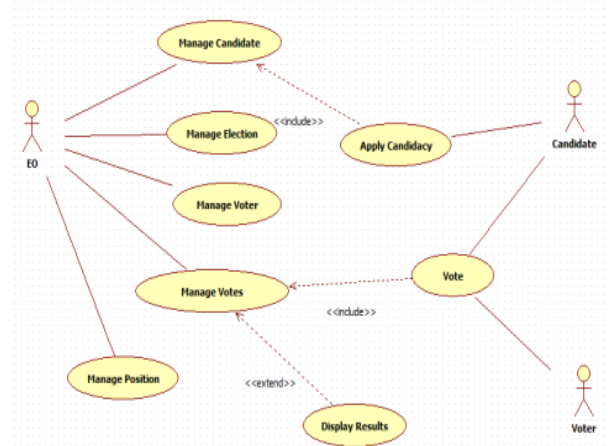 Manage Candidate
<<include>>
Manage Election
Apply Candidacy
Candidate
EO
Manage Voter
Manage Votes
Vote
<<include>>
Manage Position
<<extend>>
Display Results
Voter